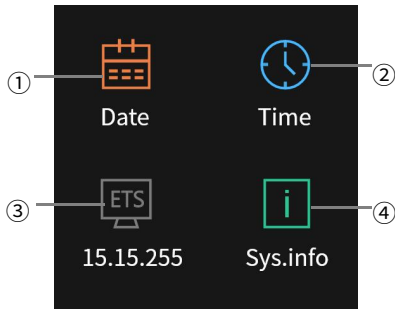 ① ②
Date Time
③ ETS ④
i
15.15.255 Sys.info